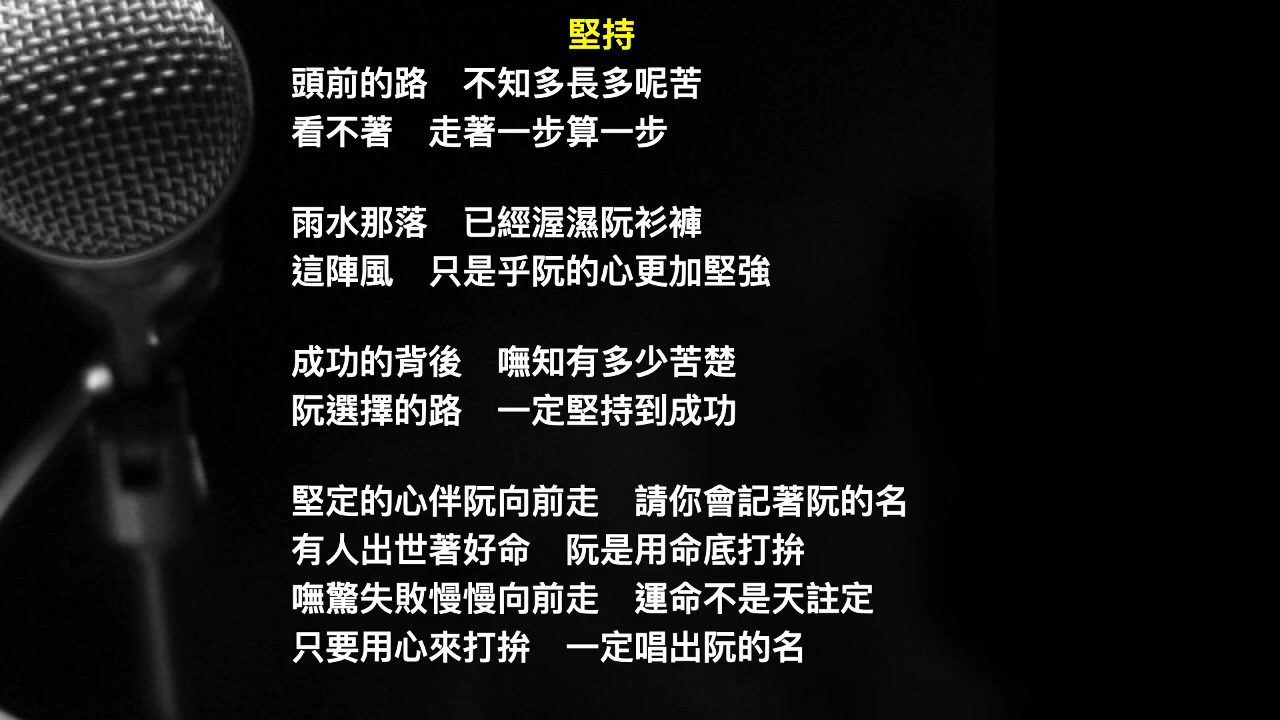 堅持
頭前的路　不知多長多呢苦
看不著　走著一步算一步
雨水那落　已經渥濕阮衫褲
這陣風　只是乎阮的心更加堅強
成功的背後　嘸知有多少苦楚
阮選擇的路　一定堅持到成功
堅定的心伴阮向前走　請你會記著阮的名
有人出世著好命　阮是用命底打拚
嘸驚失敗慢慢向前走　運命不是天註定
只要用心來打拚　一定唱出阮的名